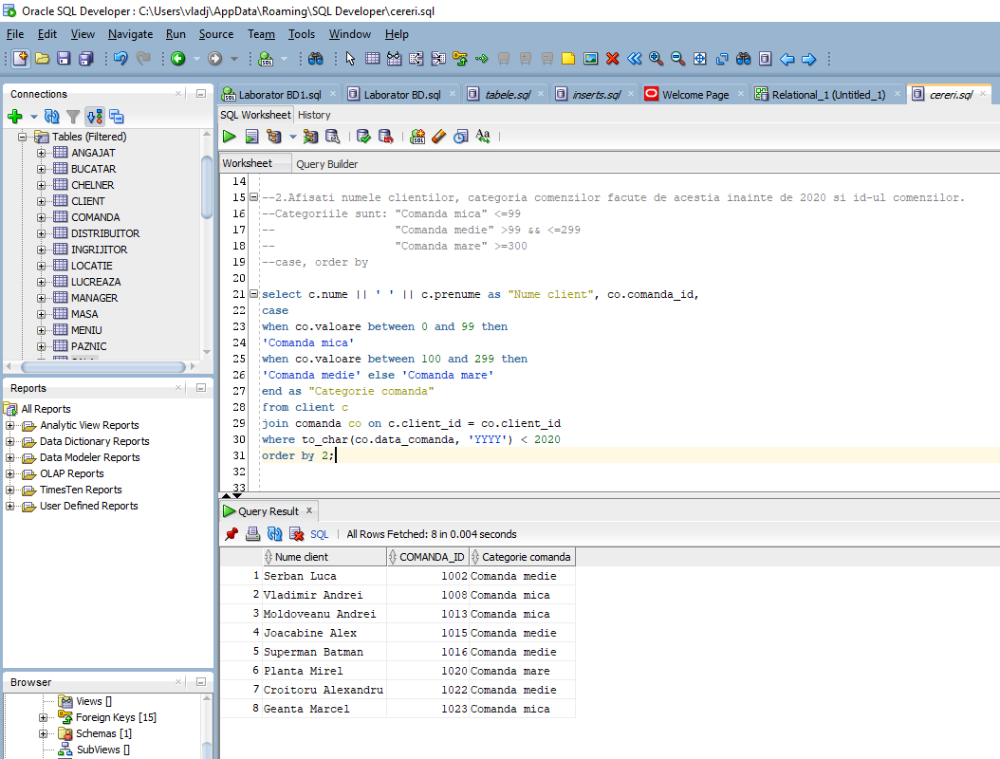 Oracle SQL Developer : C:\Users\vladj\AppData\Roaming\SQL Developer\cereri.sql
File Edit View Navigate Run Source Team Tools Window Help
Connections
Tables (Filtered)
ANGAJAT
BUCATAR
CHELNER
CLIENT
COMANDA
DISTRIBUITOR
INGRIJITOR
LOCATIE
LUCREAZA
MANAGER
MASA
MENIU
PAZNIC
Reports
All Reports
Analytic View Reports
Data Dictionary Reports
Data Modeler Reports
OLAP Reports
TimesTen Reports
User Defined Reports
Browser
Views []
Foreign Keys [15]
Schemas [1]
SubViews []
Laborator BD1.sql Laborator BD.sql tabele.sql inserts.sql Welcome Page Relational_1 (Untitled_1) cereri.sql
SQL Worksheet History
Worksheet Query Builder
14
15 --2.Afisati numele clientilor, categoria comenzilor facute de acestia inainte de 2020 si id-ul comenzilor.
16 --Categoriile sunt: "Comanda mica" <=99
17 -- "Comanda medie" >99 && <=299
18 -- "Comanda mare" >=300
19 --case, order by
20
21 select c.nume || ' ' || c.prenume as "Nume client", co.comanda_id,
22 case
23 when co.valoare between 0 and 99 then
24 'Comanda mica'
25 when co.valoare between 100 and 299 then
26 'Comanda medie' else 'Comanda mare'
27 end as "Categorie comanda"
28 from client c
29 join comanda co on c.client_id = co.client_id
30 where to_char(co.data_comanda, 'YYYY') < 2020
31 order by 2;
32
33
Query Result x
SQL | All Rows Fetched: 8 in 0.004 seconds
Nume client COMANDA_ID Categorie comanda
1 Serban Luca 1002 Comanda medie
2 Vladimir Andrei 1008 Comanda mica
3 Moldoveanu Andrei 1013 Comanda mica
4 Joacabine Alex 1015 Comanda medie
5 Superman Batman 1016 Comanda medie
6 Planta Mirel 1020 Comanda mare
7 Croitoru Alexandru 1022 Comanda medie
8 Geanta Marcel 1023 Comanda mica